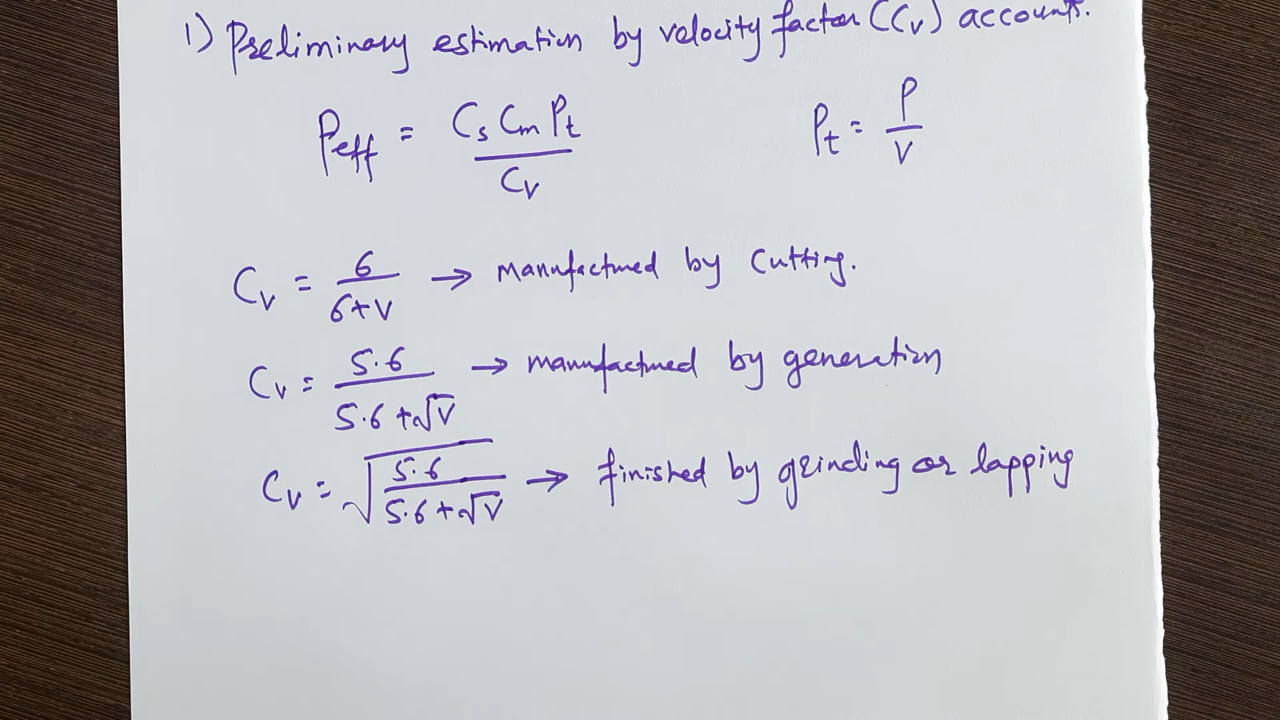 1) Preliminary estimation by velocity factor (Cv) accounts.
Peff = Cs Cm Pt / Cv
Pt = P / V
Cv = 6 / 6+V → Manufactured by Cutting.
Cv = 5.6 / 5.6+√V → manufactured by generation
Cv = √(5.6 / 5.6+√V) → finished by grinding or lapping